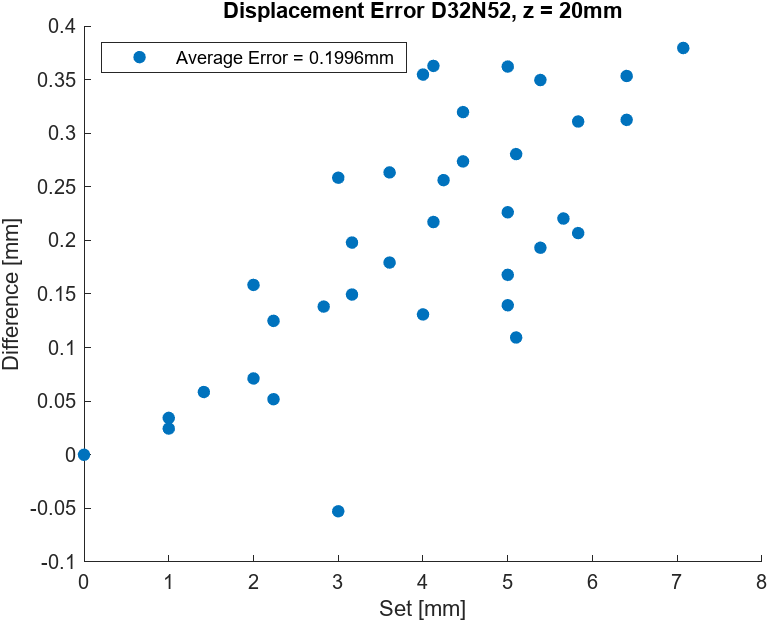 Displacement Error D32N52, z = 20mm
Average Error = 0.1996mm
Difference [mm]
0.4
0.35
0.3
0.25
0.2
0.15
0.1
0.05
0
-0.05
-0.1
0 1 2 3 4 5 6 7 8
Set [mm]